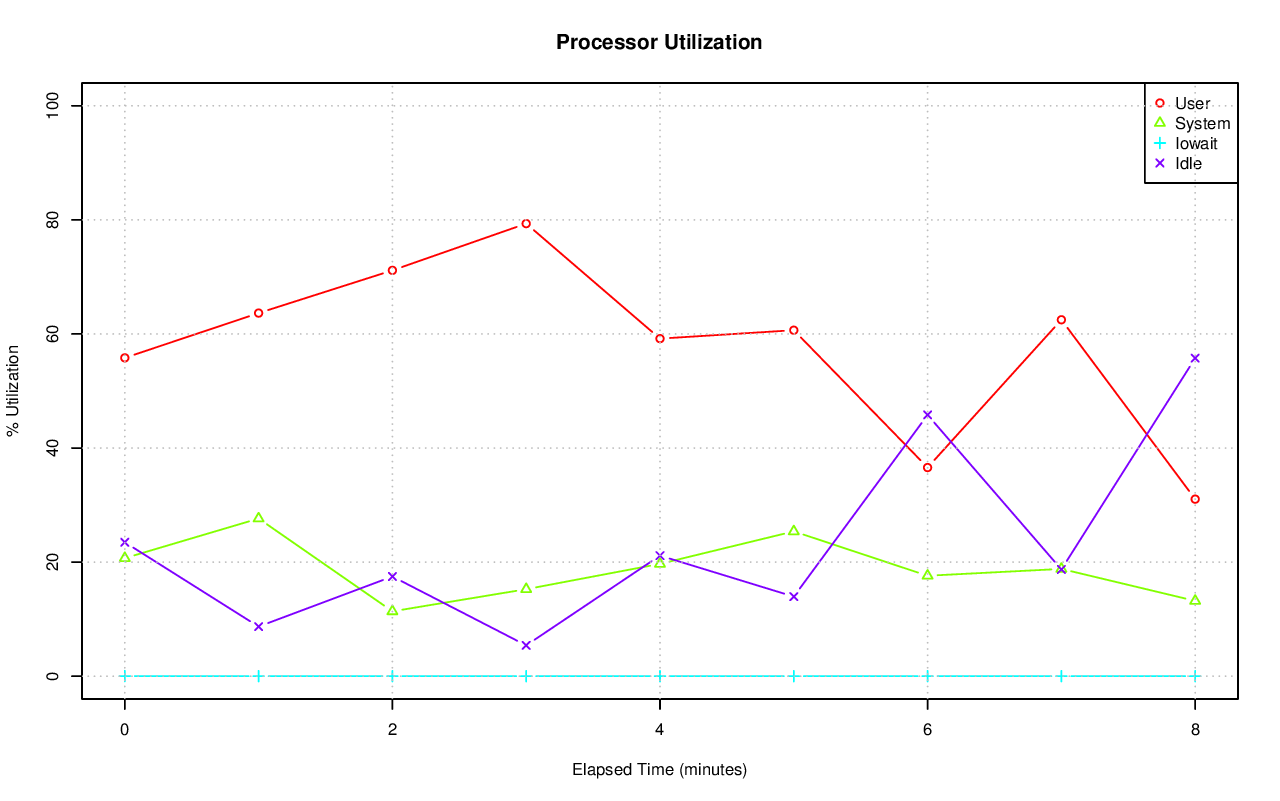 Processor Utilization
User
System
Iowait
Idle
% Utilization
100
80
60
40
20
0
0 2 4 6 8
Elapsed Time (minutes)